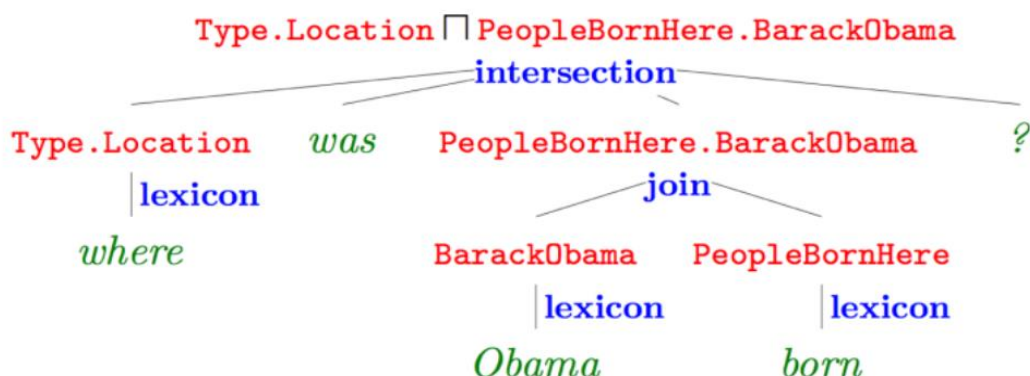 Type.Location ⊓ PeopleBornHere.BarackObama
intersection
Type.Location was PeopleBornHere.BarackObama ?
lexicon join
where BarackObama PeopleBornHere
lexicon lexicon
Obama born